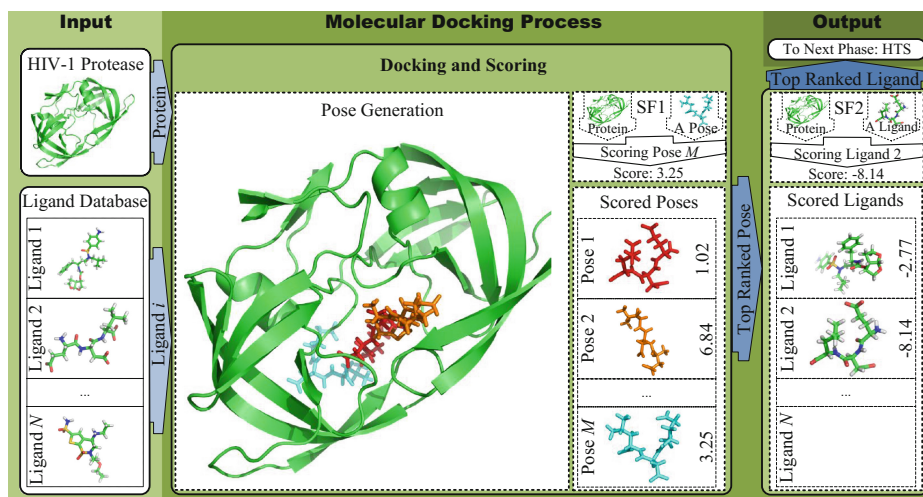 Input
Molecular Docking Process
Output
HIV-1 Protease
Protein
Ligand Database
Ligand 1
Ligand 2
...
Ligand N
Ligand i
Docking and Scoring
Pose Generation
SF1
Protein
A Pose
Scoring Pose M
Score: 3.25
Scored Poses
Pose 1
1.02
Pose 2
6.84
...
Pose M
3.25
Top Ranked Pose
To Next Phase: HTS
Top Ranked Ligand
SF2
Protein
A Ligand
Scoring Ligand 2
Score: -8.14
Scored Ligands
Ligand 1
-2.77
Ligand 2
-8.14
...
Ligand N